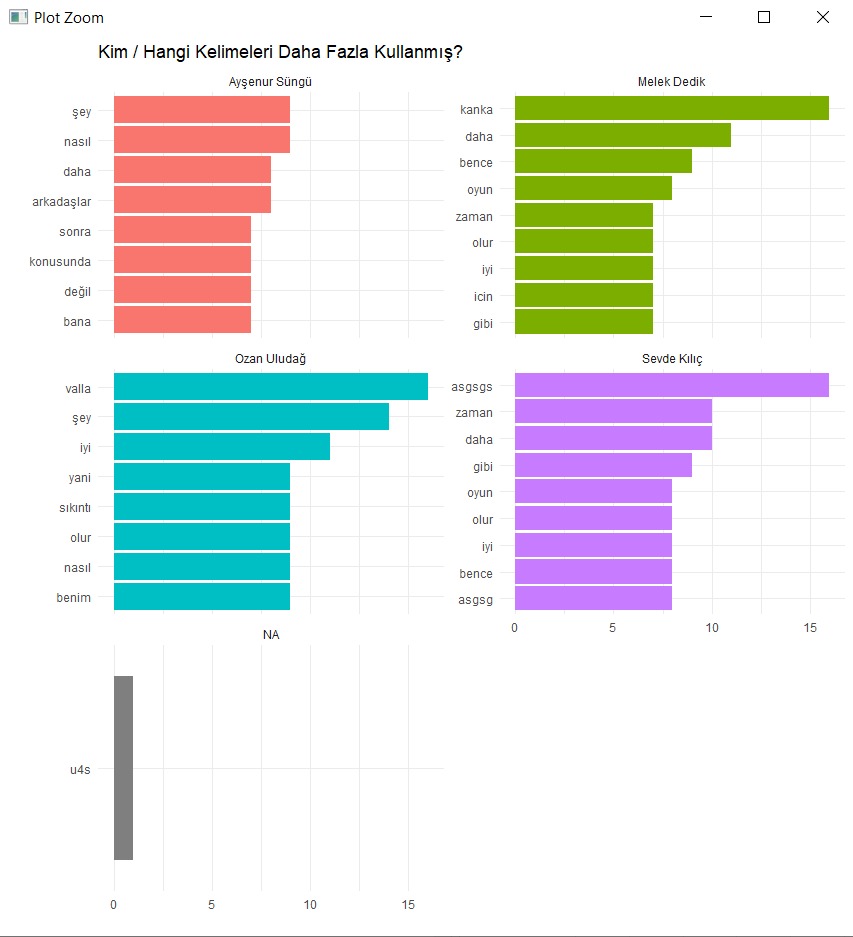 Plot Zoom
Kim / Hangi Kelimeleri Daha Fazla Kullanmış?
Ayşenur Süngü
şey
nasıl
daha
arkadaşlar
sonra
konusunda
değil
bana
Melek Dedik
kanka
daha
bence
oyun
zaman
olur
iyi
icin
gibi
Ozan Uludağ
valla
şey
iyi
yani
sıkıntı
olur
nasıl
benim
Sevde Kılıç
asgsgs
zaman
daha
gibi
oyun
olur
iyi
bence
asgsg
0 5 10 15
NA
u4s
0 5 10 15